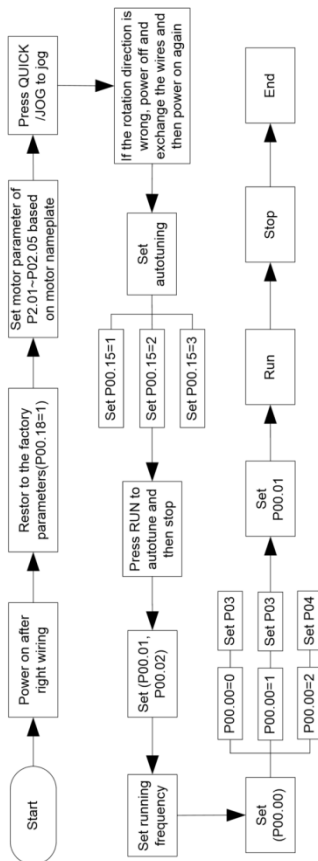 Start
Power on after
right wiring
Restor to the factory
parameters(P00.18=1)
Set motor parameter of
P2.01~P02.05 based
on motor nameplate
Press QUICK
/JOG to jog
If the rotation direction is
wrong, power off and
exchange the wires and
then power on again
Set
autotuning
Set P00.15=1
Set P00.15=2
Set P00.15=3
Press RUN to
autotune and
then stop
Set (P00.01,
P00.02)
Set running
frequency
Set
(P00.00)
P00.00=0
Set P03
P00.00=1
Set P03
P00.00=2
Set P04
Set
P00.01
Run
Stop
End